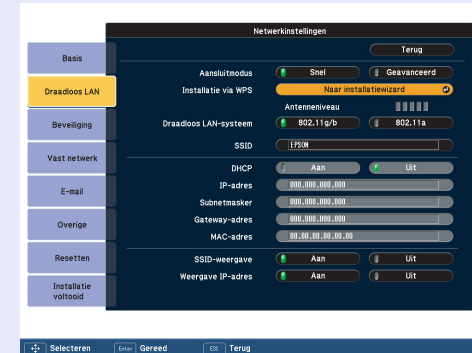 Netwerkinstellingen
Terug
Basis
Draadloos LAN
Beveiliging
Vast netwerk
E-mail
Overige
Resetten
Installatie
voltooid
Aansluitmodus Snel Geavanceerd
Installatie via WPS Naar installatiewizard
Antenneniveau
Draadloos LAN-systeem 802.11g/b 802.11a
SSID EPSON
DHCP Aan Uit
IP-adres 000.000.000.000
Subnetmasker 000.000.000.000
Gateway-adres 000.000.000.000
MAC-adres 00.00.00.00.00.00
SSID-weergave Aan Uit
Weergave IP-adres Aan Uit
Selecteren Enter Gereed ESC Terug